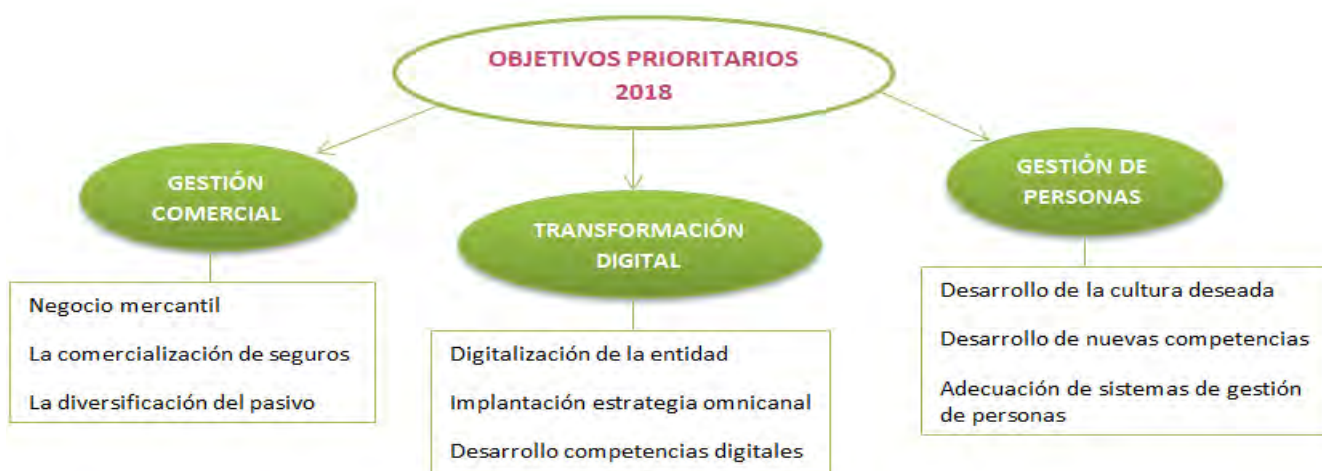 OBJETIVOS PRIORITARIOS
2018
GESTIÓN
COMERCIAL
Negocio mercantil
La comercialización de seguros
La diversificación del pasivo
TRANSFORMACIÓN
DIGITAL
Digitalización de la entidad
Implantación estrategia omnicanal
Desarrollo competencias digitales
GESTIÓN DE
PERSONAS
Desarrollo de la cultura deseada
Desarrollo de nuevas competencias
Adecuación de sistemas de gestión
de personas